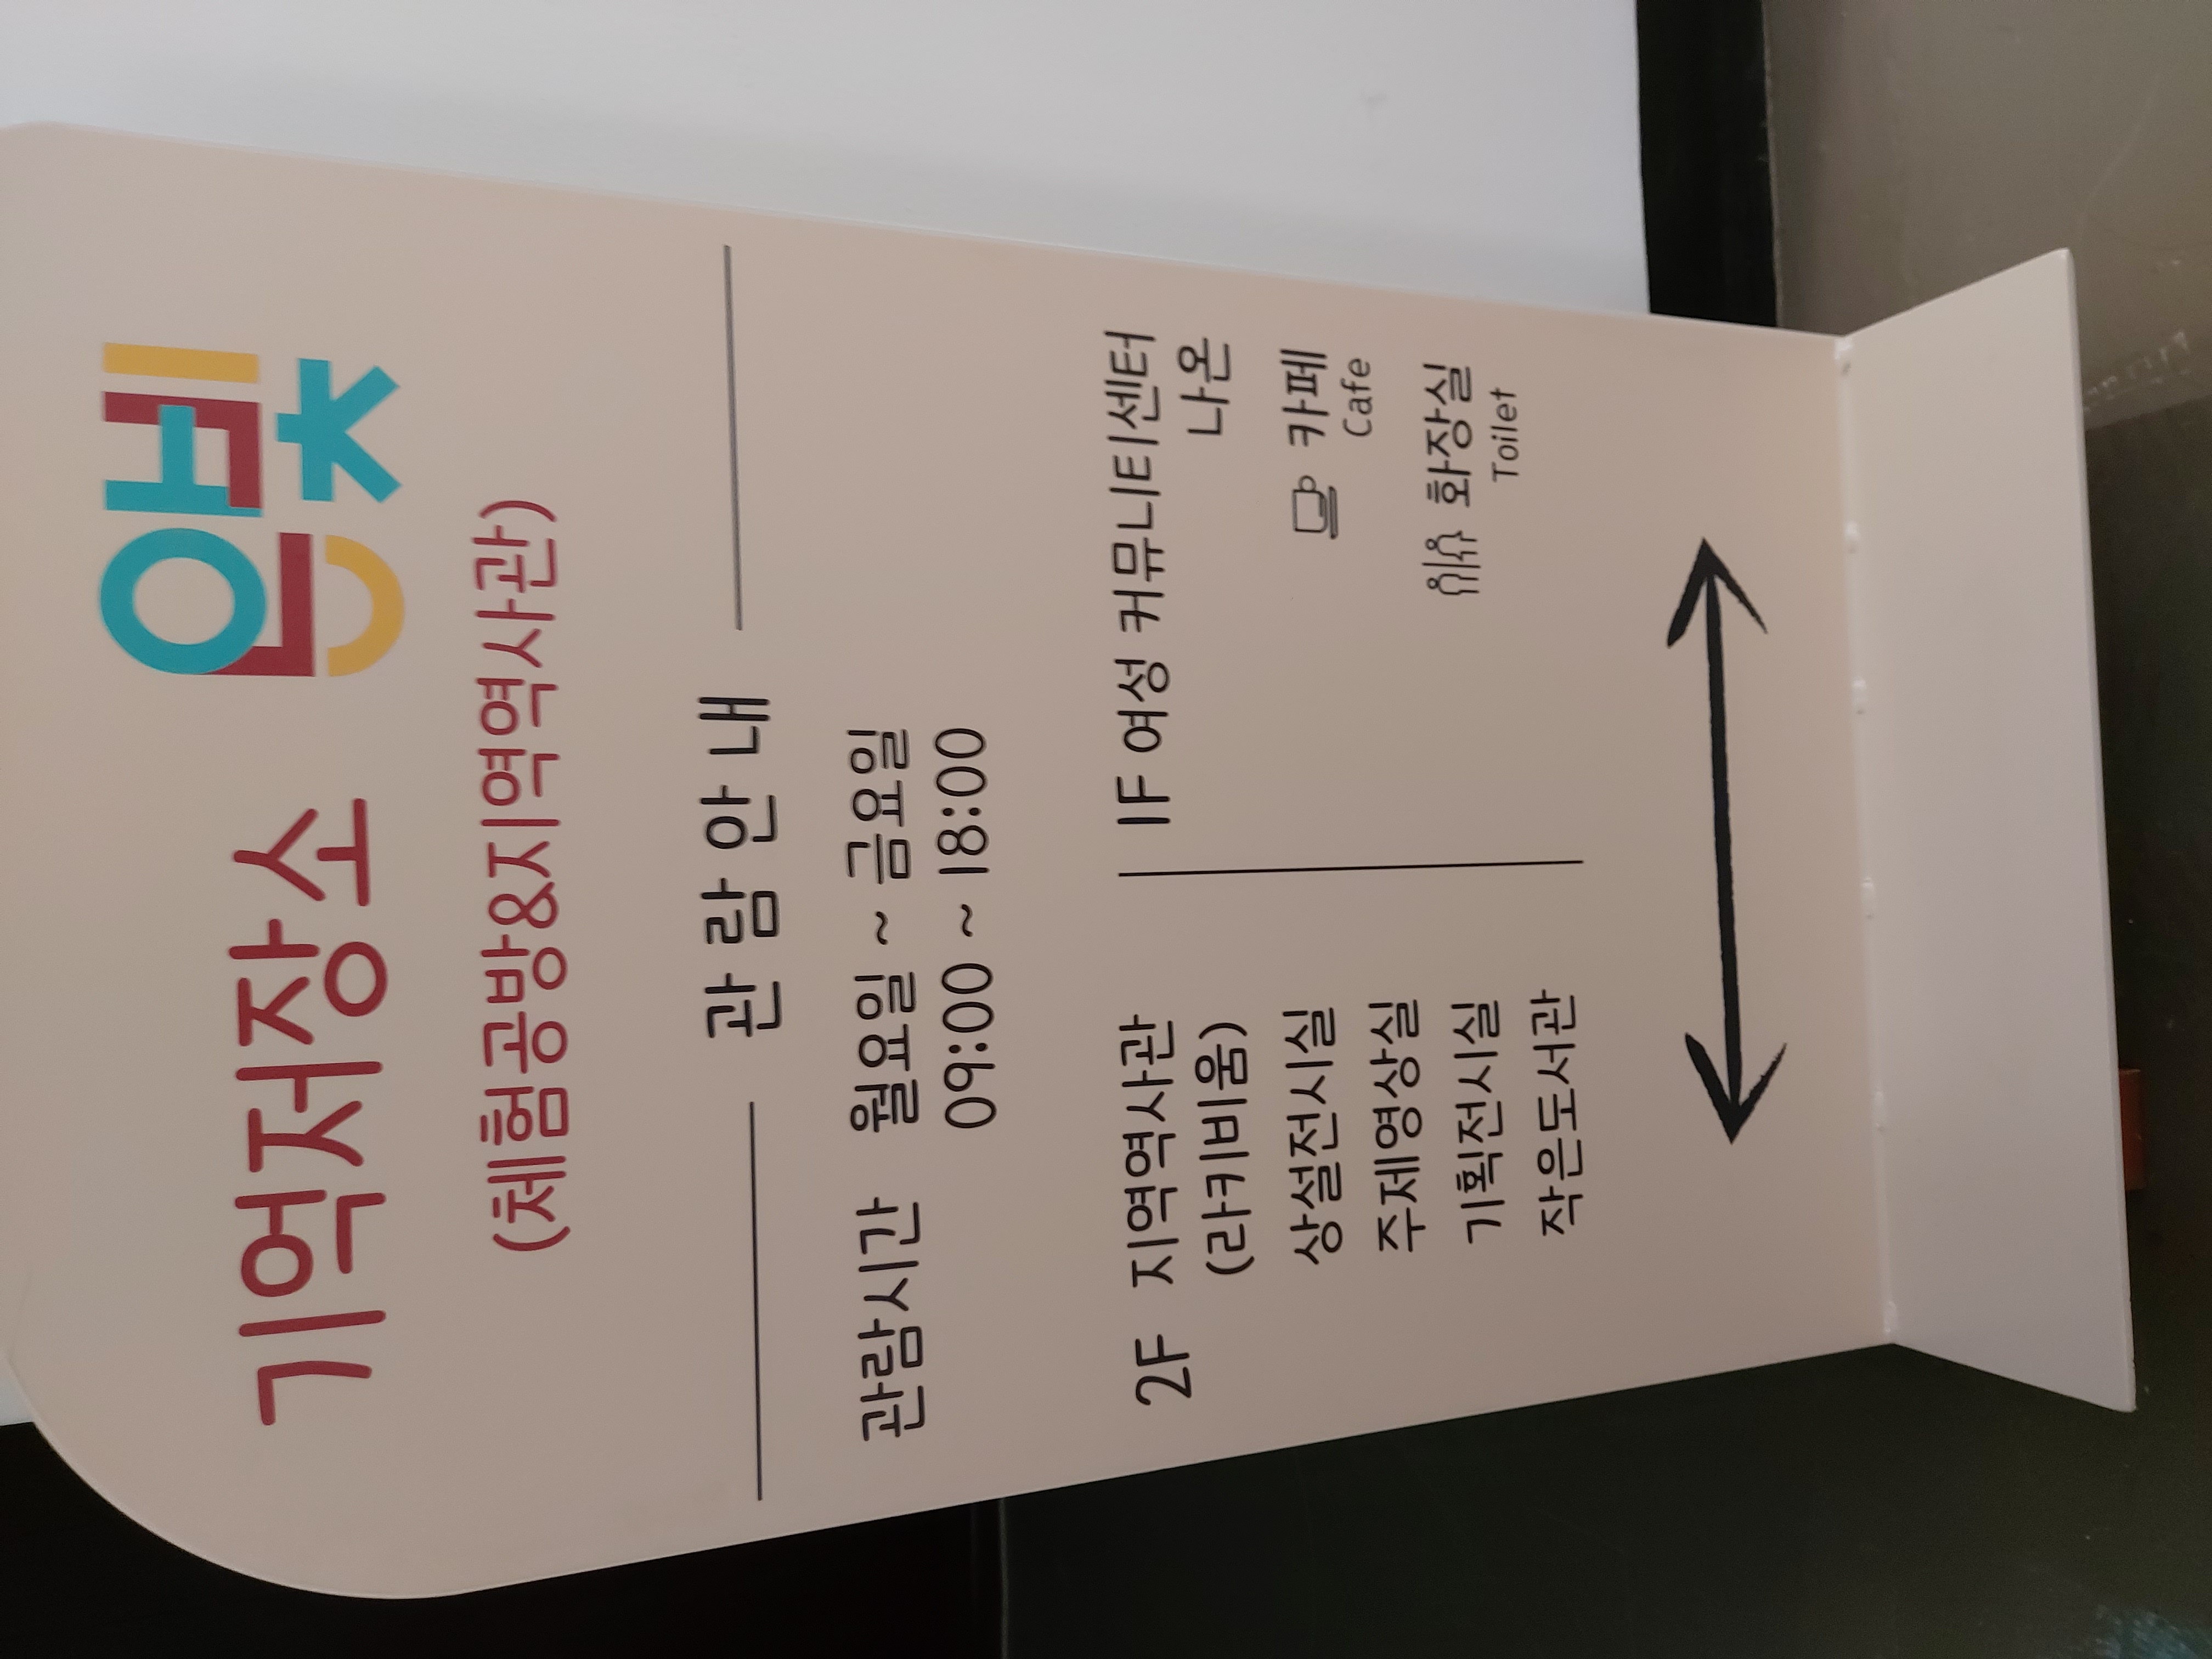 기억저장소
(체험공방&지역역사관)
관람안내
관람시간 월요일 ~ 금요일
09:00 ~ 18:00
2F 지역역사관
(라키비움)
상설전시실
주제영상실
기획전시실
작은도서관
1F 여성 커뮤니티센터
나온
카페
Cafe
화장실
Toilet